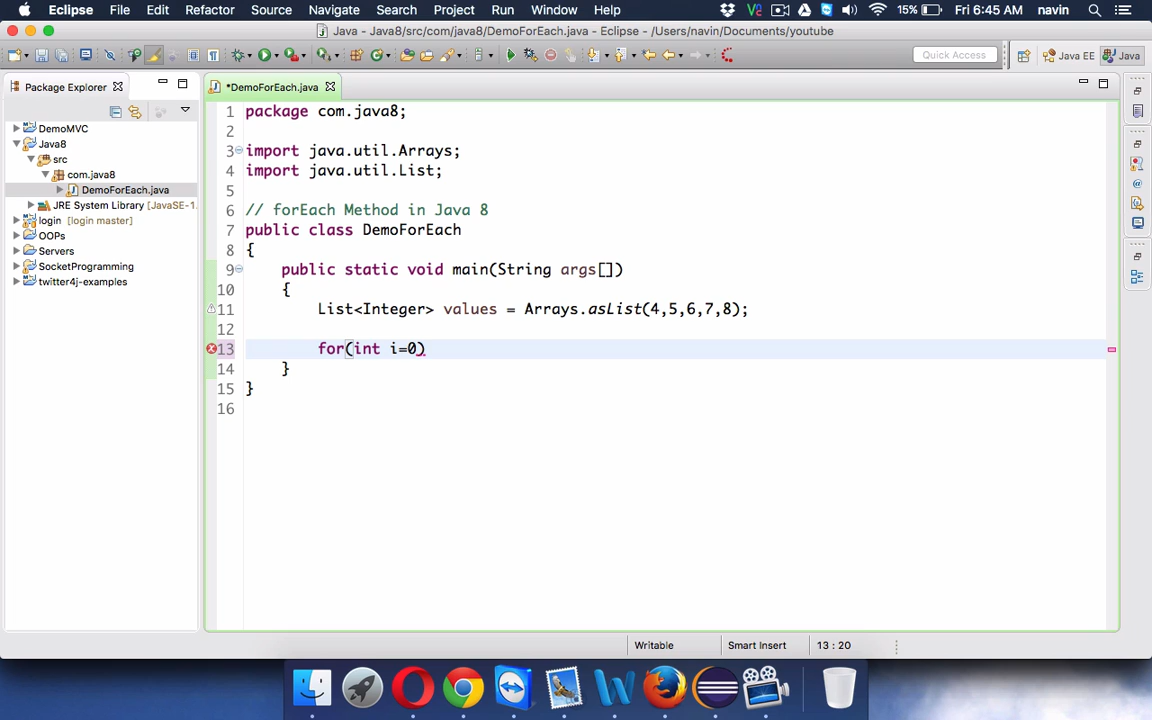 Eclipse File Edit Refactor Source Navigate Search Project Run Window Help 15% Fri 6:45 AM navin
Java - Java8/src/com/java8/DemoForEach.java - Eclipse - /Users/navin/Documents/youtube
Quick Access Java EE Java
Package Explorer
DemoMVC
Java8
src
com.java8
DemoForEach.java
JRE System Library [JavaSE-1.
login [login master]
OOPs
Servers
SocketProgramming
twitter4j-examples
*DemoForEach.java
1 package com.java8;
2
3 import java.util.Arrays;
4 import java.util.List;
5
6 // forEach Method in Java 8
7 public class DemoForEach
8 {
9 public static void main(String args[])
10 {
11 List<Integer> values = Arrays.asList(4,5,6,7,8);
12
13 for(int i=0)
14 }
15 }
16
Writable Smart Insert 13 : 20